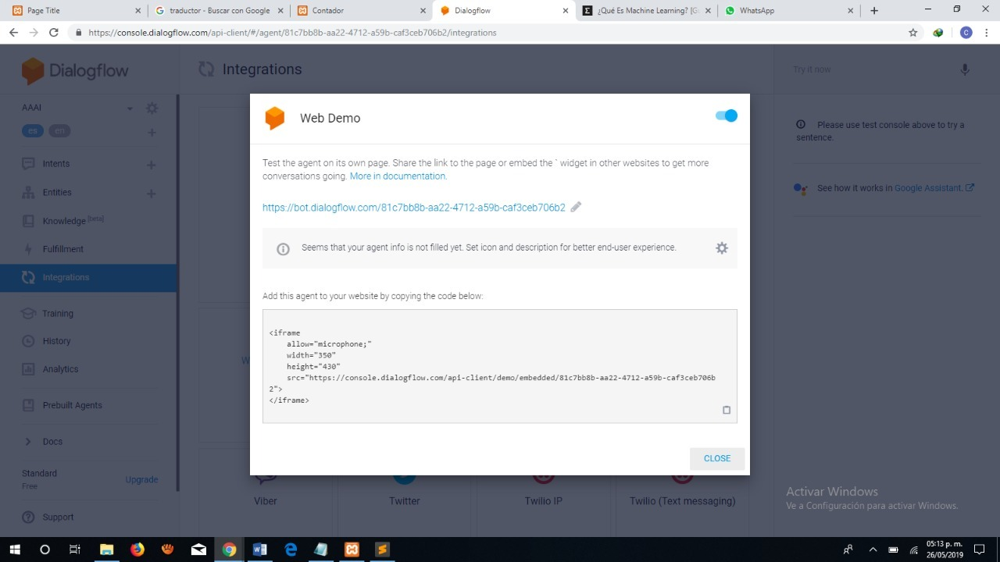 Page Title
traductor - Buscar con Google
Contador
Dialogflow
¿Qué Es Machine Learning? [G
WhatsApp
https://console.dialogflow.com/api-client/#/agent/81c7bb8b-aa22-4712-a59b-caf3ceb706b2/integrations
C
Dialogflow
Integrations
Try it now
AAAI
es
en
Intents
Entities
Knowledge [beta]
Fulfillment
Integrations
Training
History
Analytics
Prebuilt Agents
Docs
Standard
Free
Upgrade
Support
Web Demo
Test the agent on its own page. Share the link to the page or embed the ` widget in other websites to get more
conversations going. More in documentation.
https://bot.dialogflow.com/81c7bb8b-aa22-4712-a59b-caf3ceb706b2
Seems that your agent info is not filled yet. Set icon and description for better end-user experience.
Add this agent to your website by copying the code below:
<iframe
    allow="microphone;"
    width="350"
    height="430"
    src="https://console.dialogflow.com/api-client/demo/embedded/81c7bb8b-aa22-4712-a59b-caf3ceb706b
2">
</iframe>
CLOSE
W
Viber
Twitter
Twilio IP
Twilio (Text messaging)
Please use test console above to try a
sentence.
See how it works in Google Assistant.
Activar Windows
Ve a Configuración para activar Windows.
05:13 p. m.
26/05/2019